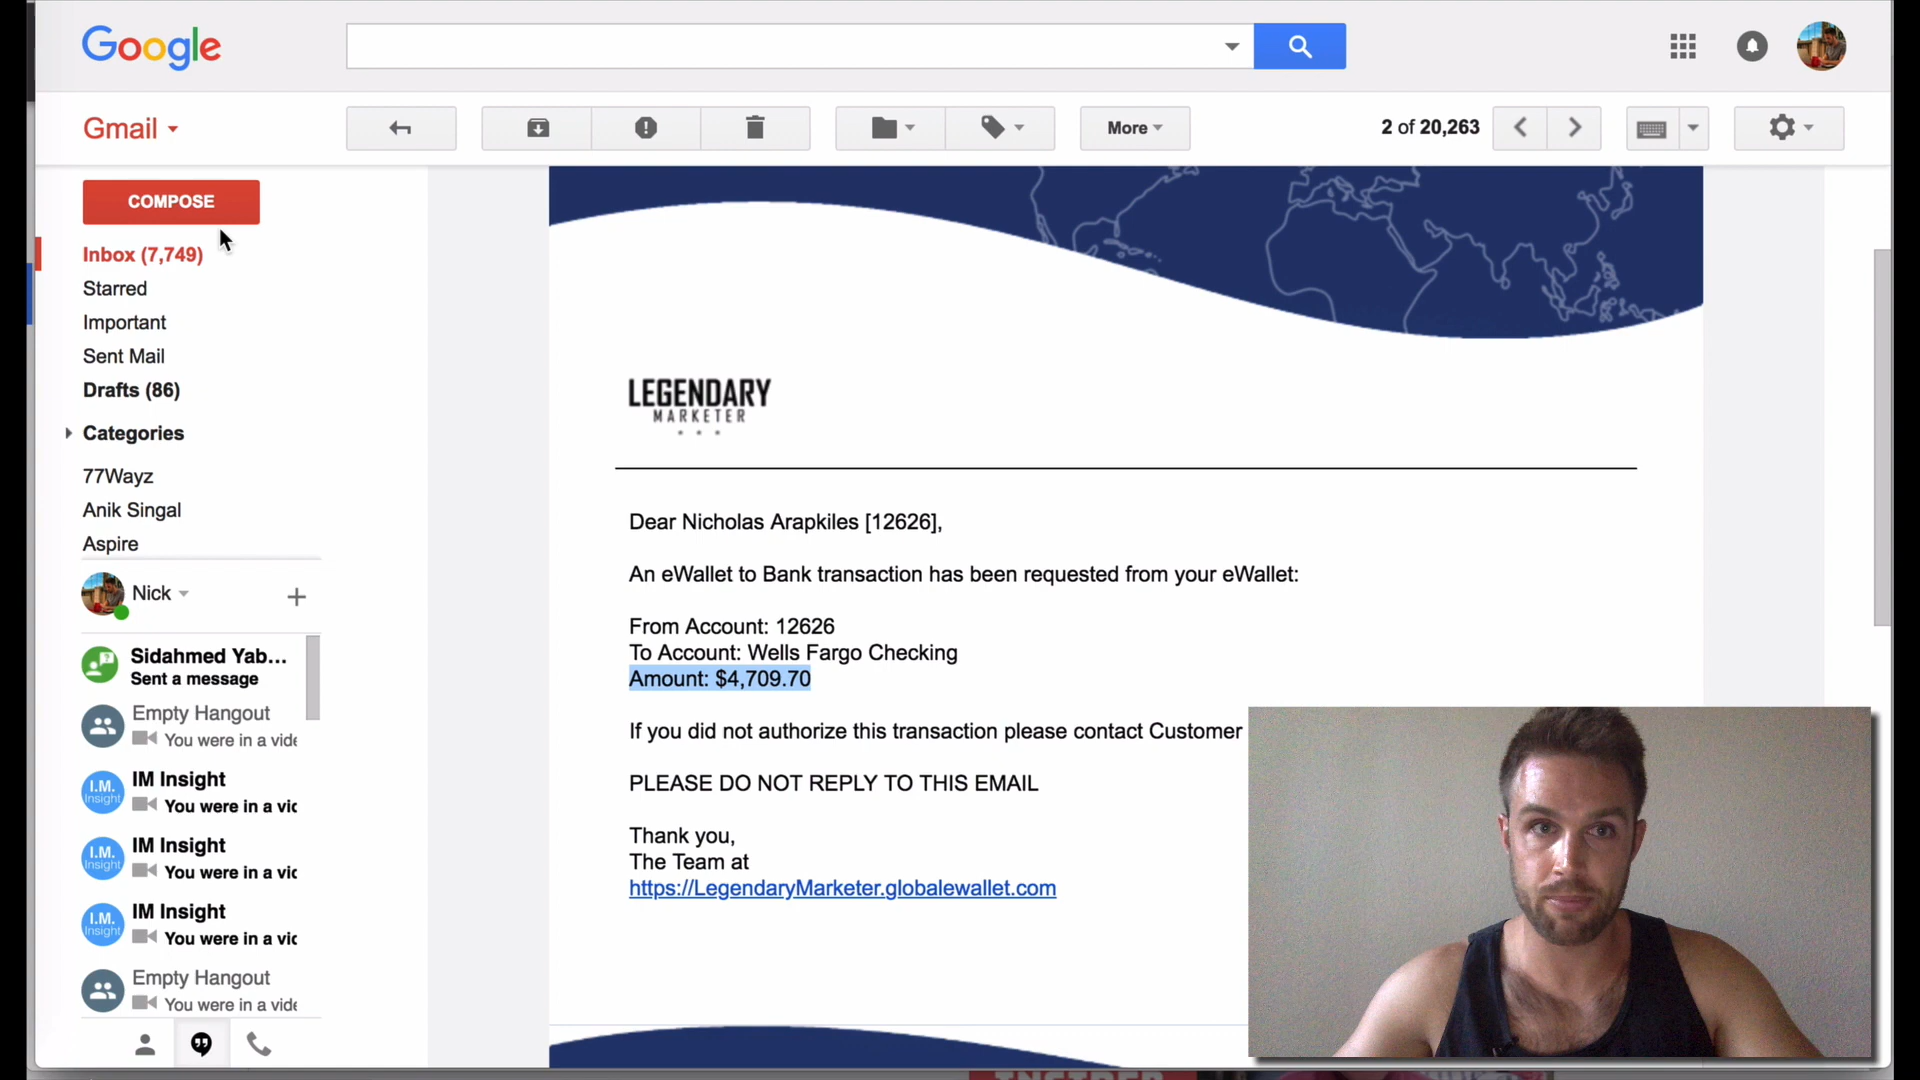 Google
Gmail
More
2 of 20,263
COMPOSE
Inbox (7,749)
Starred
Important
Sent Mail
Drafts (86)
Categories
77Wayz
Anik Singal
Aspire
Nick
Sidahmed Yab...
Sent a message
Empty Hangout
You were in a vide
IM Insight
You were in a vic
I.M.
Insight
IM Insight
You were in a vic
I.M.
Insight
IM Insight
You were in a vic
I.M.
Insight
Empty Hangout
You were in a vide
LEGENDARY
MARKETER
Dear Nicholas Arapkiles [12626],
An eWallet to Bank transaction has been requested from your eWallet:
From Account: 12626
To Account: Wells Fargo Checking
Amount: $4,709.70
If you did not authorize this transaction please contact Customer
PLEASE DO NOT REPLY TO THIS EMAIL
Thank you,
The Team at
https://LegendaryMarketer.globalewallet.com